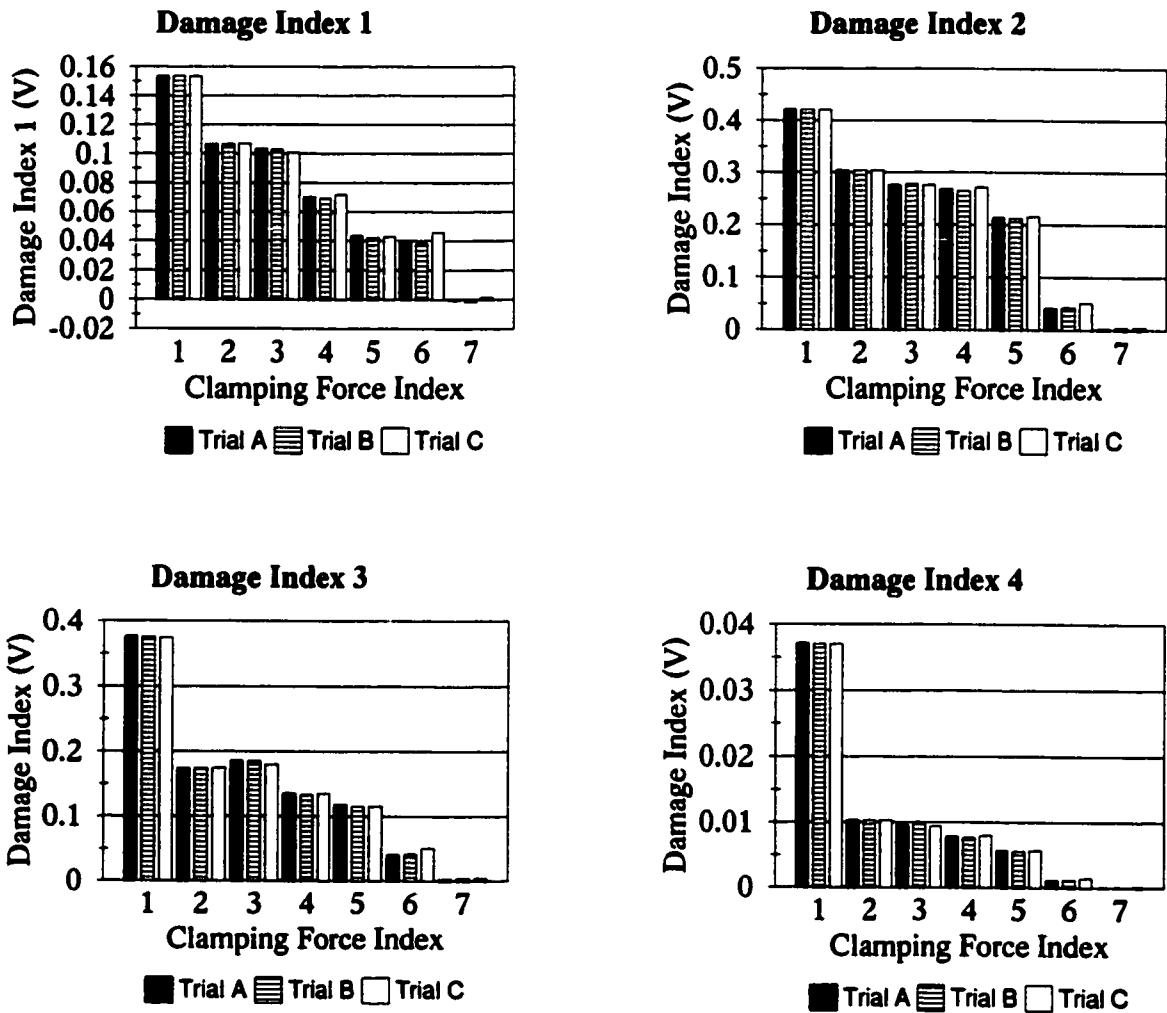 Damage Index 1
Damage Index 1 (V)
0.16
0.14
0.12
0.1
0.08
0.06
0.04
0.02
0
-0.02
1 2 3 4 5 6 7
Clamping Force Index
Trial A Trial B Trial C
Damage Index 2
Damage Index (V)
0.5
0.4
0.3
0.2
0.1
0
1 2 3 4 5 6 7
Clamping Force Index
Trial A Trial B Trial C
Damage Index 3
Damage Index (V)
0.4
0.3
0.2
0.1
0
1 2 3 4 5 6 7
Clamping Force Index
Trial A Trial B Trial C
Damage Index 4
Damage Index (V)
0.04
0.03
0.02
0.01
0
1 2 3 4 5 6 7
Clamping Force Index
Trial A Trial B Trial C